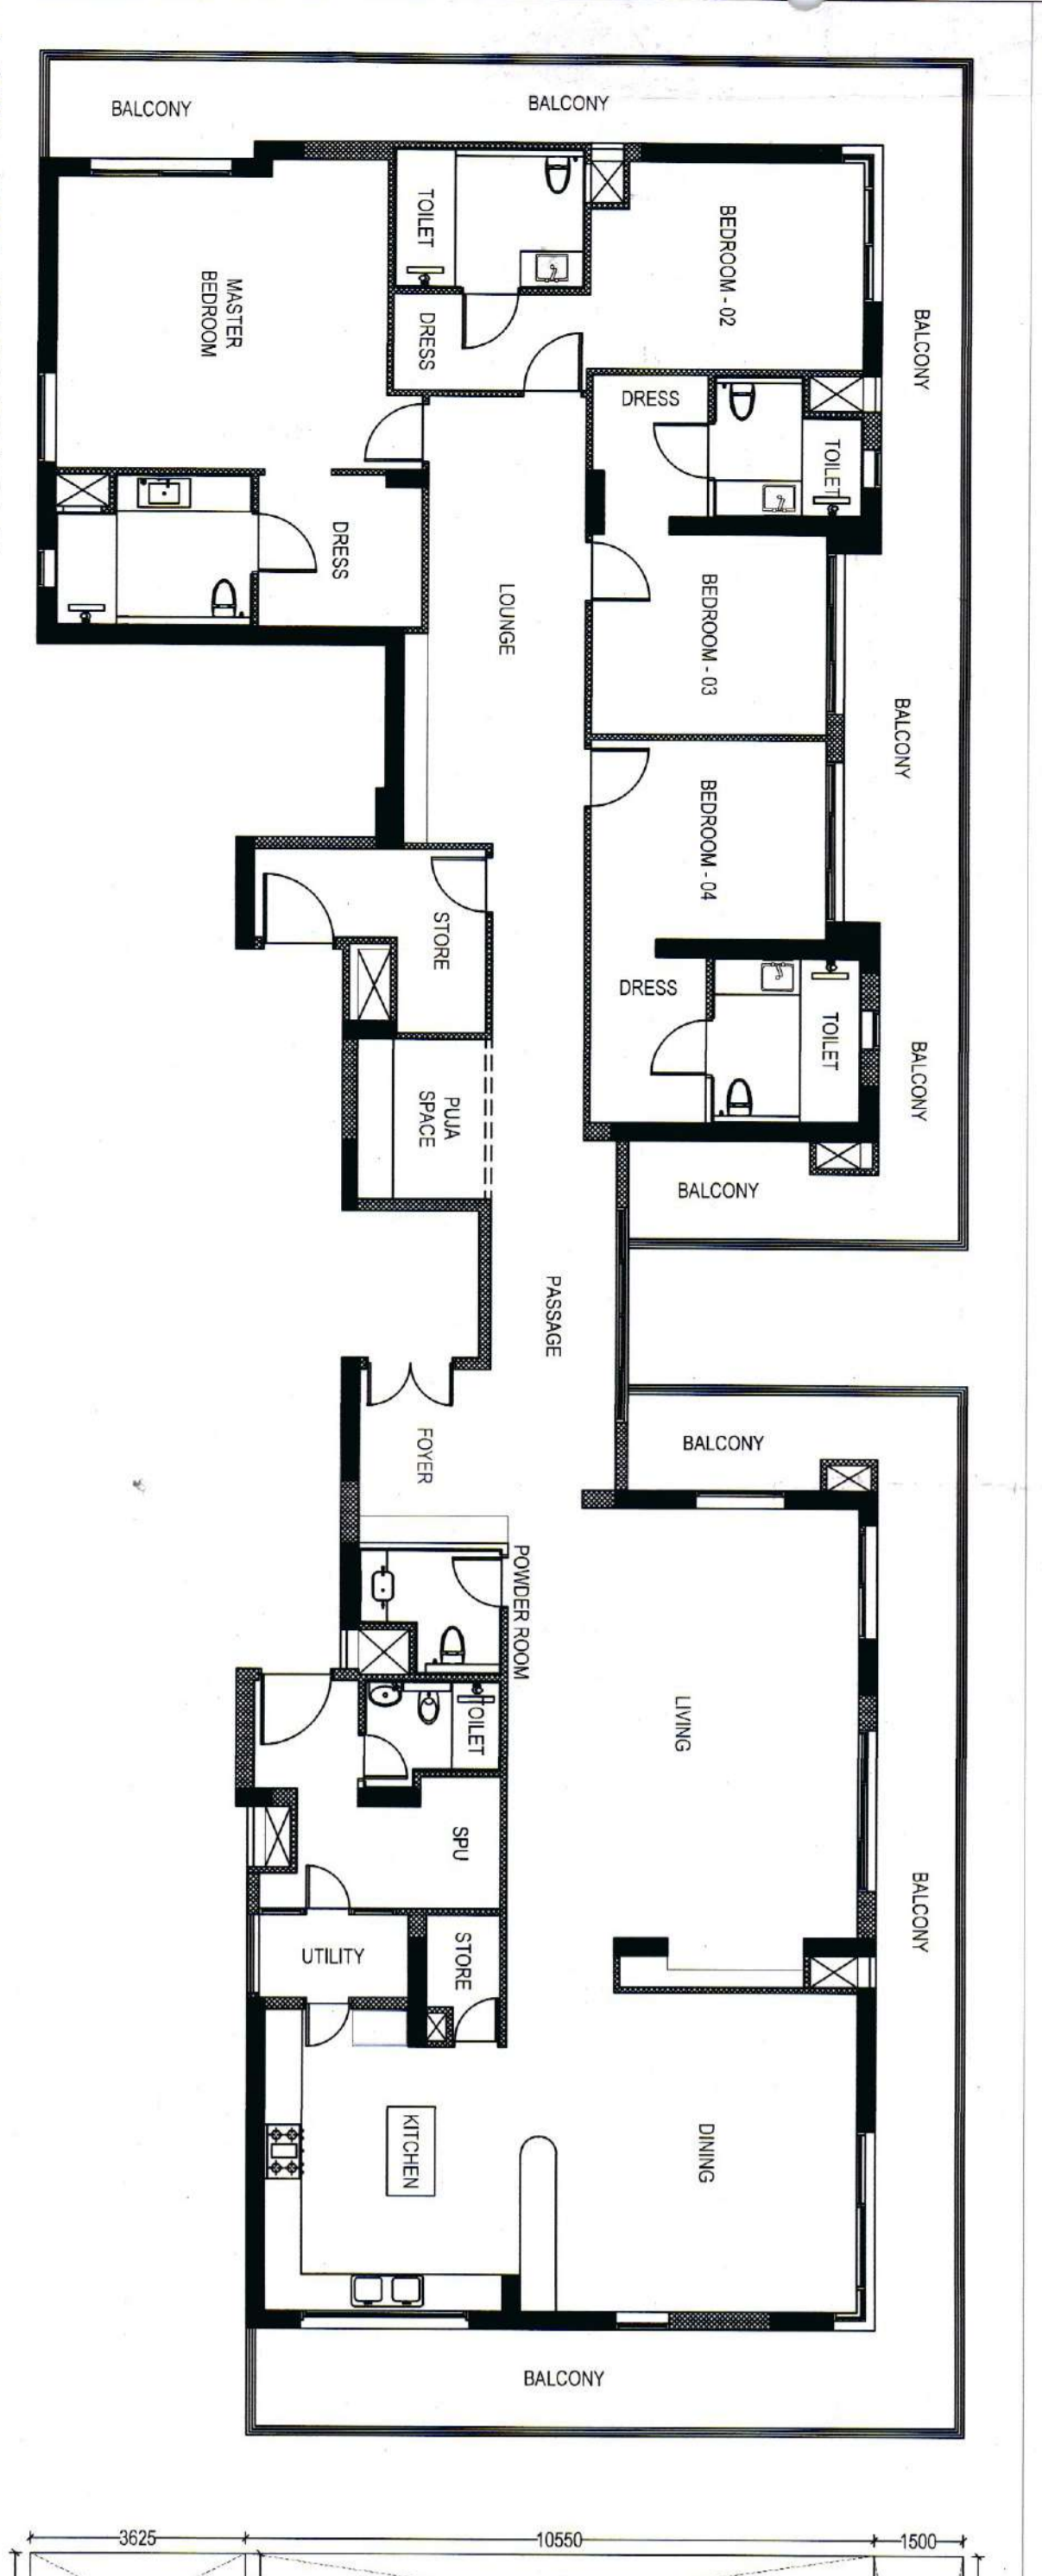 BALCONY
BALCONY
TOILET
BEDROOM - 02
MASTER
BEDROOM
BALCONY
DRESS
DRESS
TOILET
DRESS
LOUNGE
BEDROOM - 03
BALCONY
BEDROOM - 04
STORE
DRESS
TOILET
BALCONY
PUJA
SPACE
BALCONY
PASSAGE
BALCONY
FOYER
POWDER ROOM
TOILET
LIVING
SPU
BALCONY
UTILITY
STORE
KITCHEN
DINING
BALCONY
3625
10550
1500